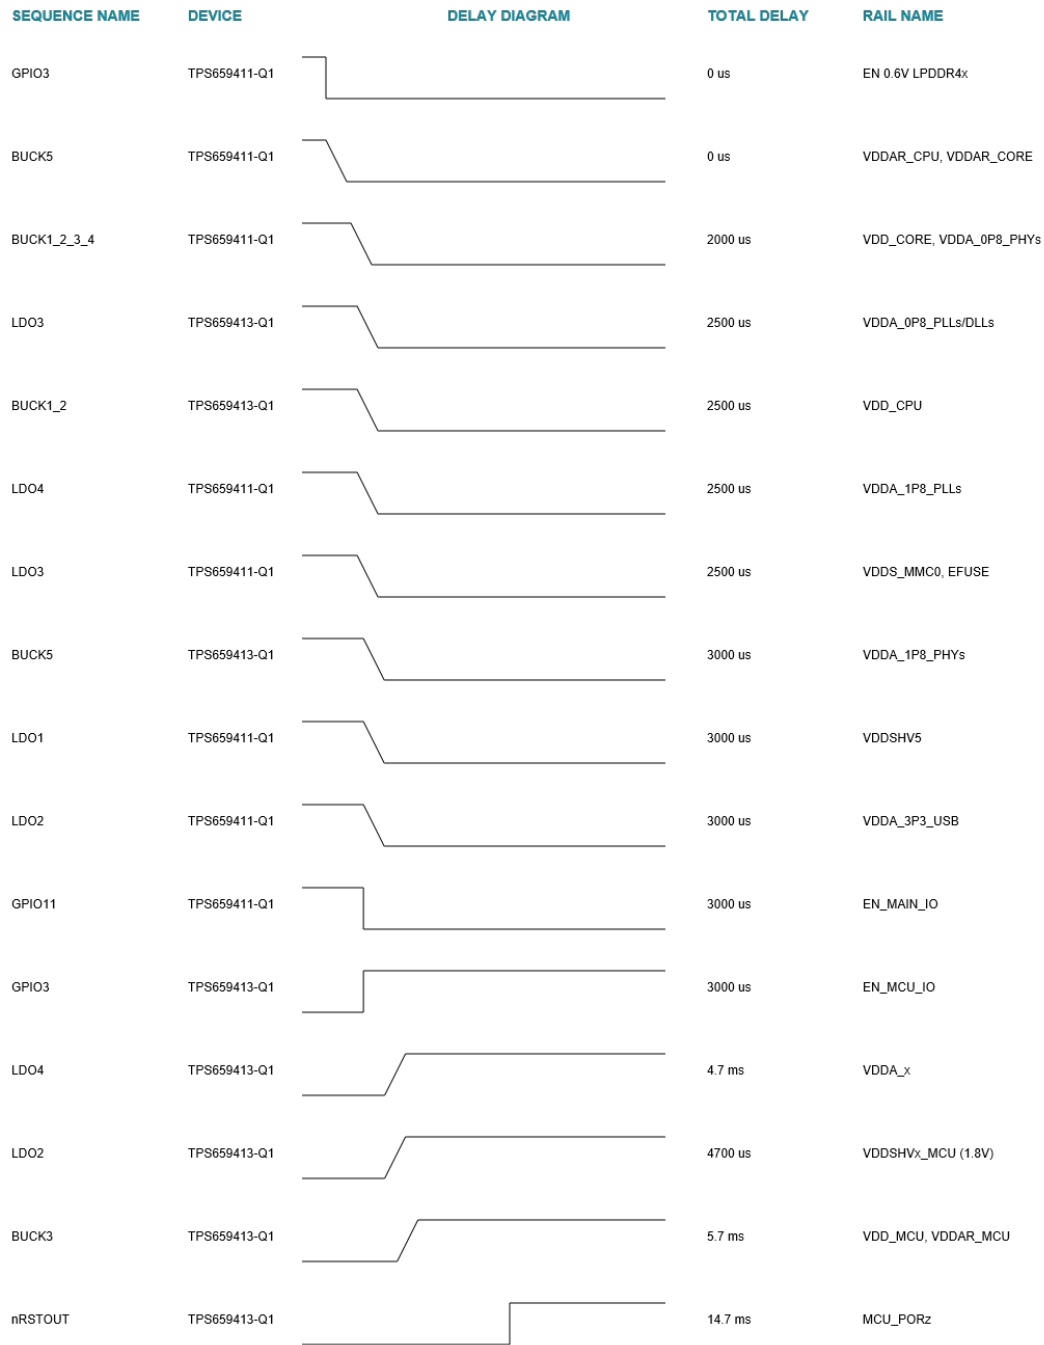 SEQUENCE NAME DEVICE DELAY DIAGRAM TOTAL DELAY RAIL NAME
GPIO3 TPS659411-Q1 0 us EN 0.6V LPDDR4x
BUCK5 TPS659411-Q1 0 us VDDAR_CPU, VDDAR_CORE
BUCK1_2_3_4 TPS659411-Q1 2000 us VDD_CORE, VDDA_0P8_PHYs
LDO3 TPS659413-Q1 2500 us VDDA_0P8_PLLs/DLLs
BUCK1_2 TPS659413-Q1 2500 us VDD_CPU
LDO4 TPS659411-Q1 2500 us VDDA_1P8_PLLs
LDO3 TPS659411-Q1 2500 us VDDS_MMC0, EFUSE
BUCK5 TPS659413-Q1 3000 us VDDA_1P8_PHYs
LDO1 TPS659411-Q1 3000 us VDDSHV5
LDO2 TPS659411-Q1 3000 us VDDA_3P3_USB
GPIO11 TPS659411-Q1 3000 us EN_MAIN_IO
GPIO3 TPS659413-Q1 3000 us EN_MCU_IO
LDO4 TPS659413-Q1 4.7 ms VDDA_x
LDO2 TPS659413-Q1 4700 us VDDSHVx_MCU (1.8V)
BUCK3 TPS659413-Q1 5.7 ms VDD_MCU, VDDAR_MCU
nRSTOUT TPS659413-Q1 14.7 ms MCU_PORz